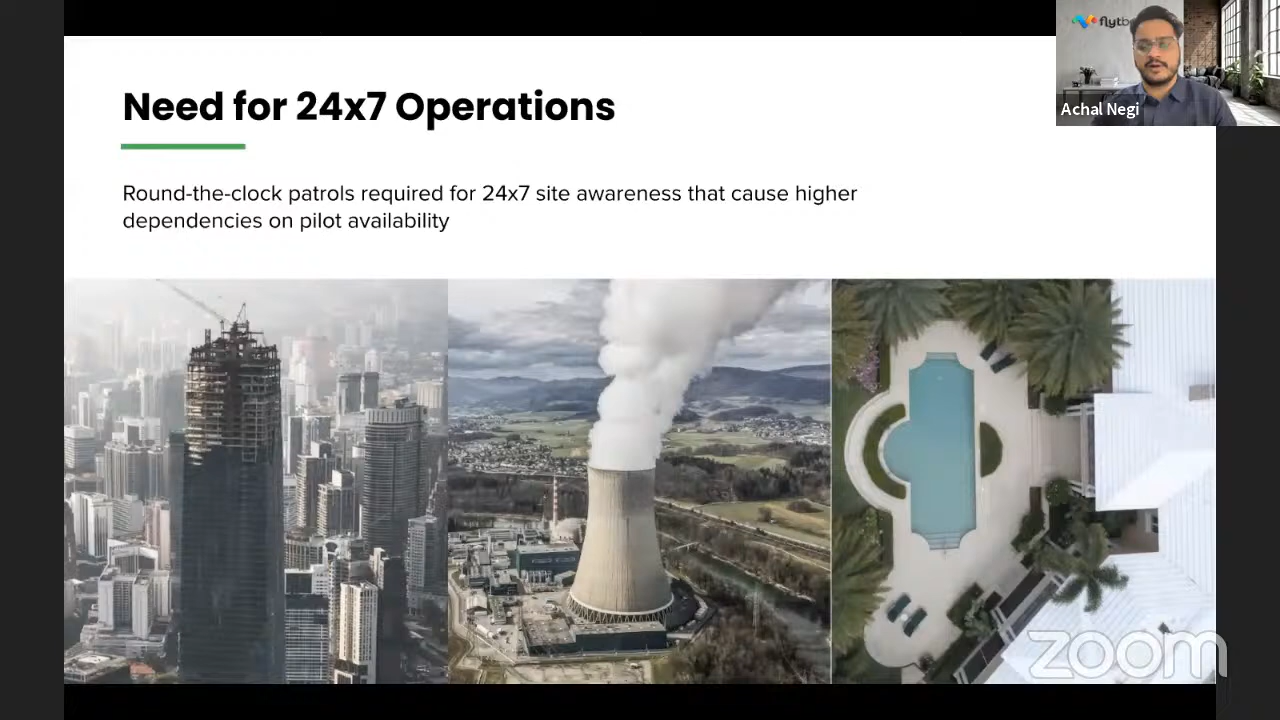 Need for 24x7 Operations
Round-the-clock patrols required for 24x7 site awareness that cause higher
dependencies on pilot availability
Achal Negi
zoom